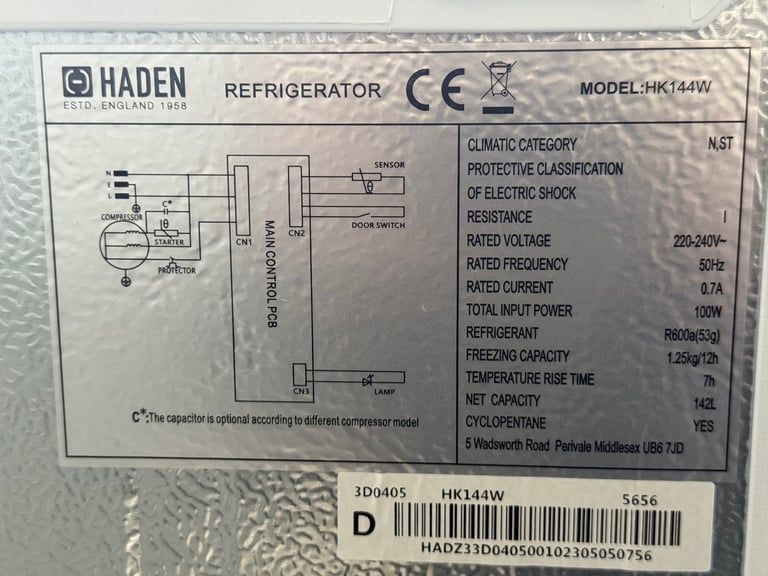 HADEN
ESTD. ENGLAND 1958
REFRIGERATOR
CE
MODEL:HK144W
N
E
L
C*
θ
COMPRESSOR
STARTER
PROTECTOR
CN1
MAIN CONTROL PCB
CN2
SENSOR
θ
DOOR SWITCH
CN3
LAMP
C*:The capacitor is optional according to different compressor model
CLIMATIC CATEGORY N,ST
PROTECTIVE CLASSIFICATION
OF ELECTRIC SHOCK
RESISTANCE I
RATED VOLTAGE 220-240V~
RATED FREQUENCY 50Hz
RATED CURRENT 0.7A
TOTAL INPUT POWER 100W
REFRIGERANT R600a(53g)
FREEZING CAPACITY 1.25kg/12h
TEMPERATURE RISE TIME 7h
NET CAPACITY 142L
CYCLOPENTANE YES
5 Wadsworth Road Perivale Middlesex UB6 7JD
3D0405 HK144W 5656
D
HADZ33D040500102305050756